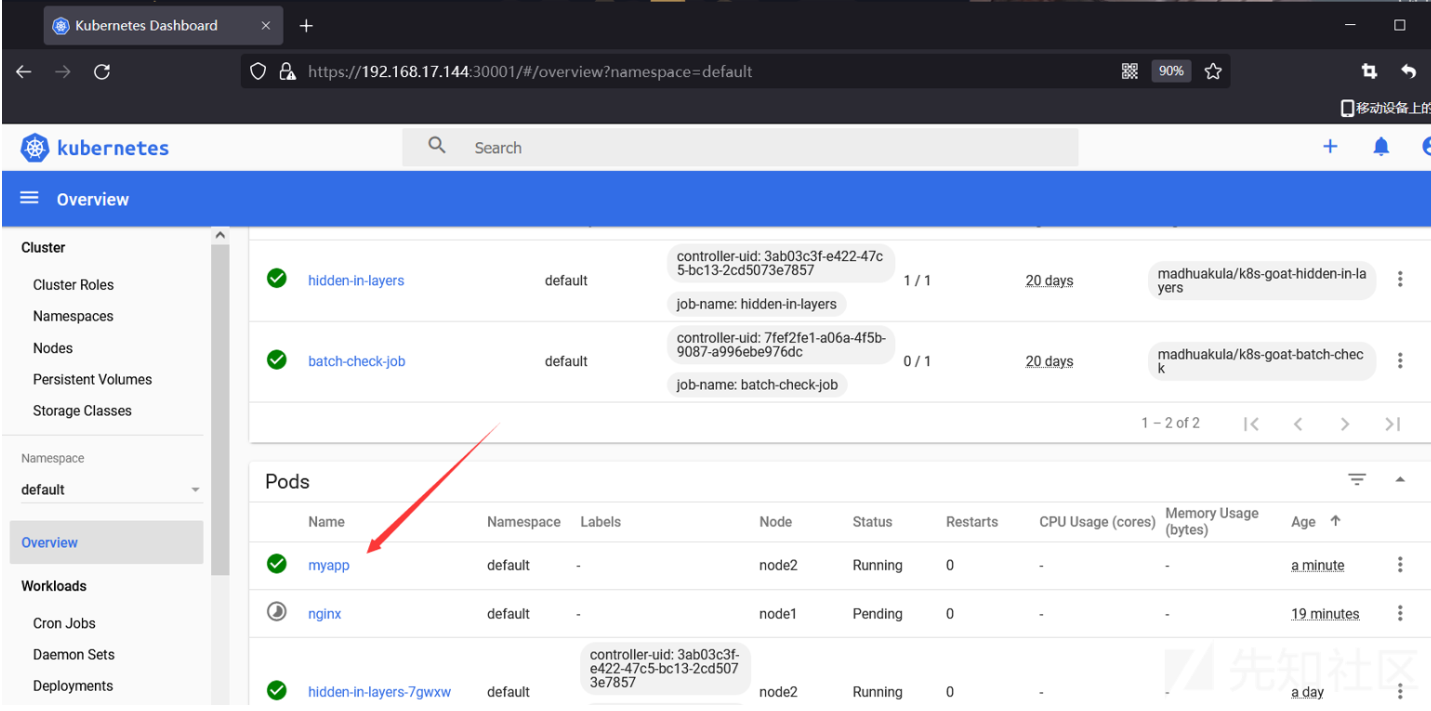 Kubernetes Dashboard
https://192.168.17.144:30001/#/overview?namespace=default
90%
移动设备上的
kubernetes
Search
Overview
Cluster
Cluster Roles
Namespaces
Nodes
Persistent Volumes
Storage Classes
Namespace
default
Overview
Workloads
Cron Jobs
Daemon Sets
Deployments
hidden-in-layers
default
controller-uid: 3ab03c3f-e422-47c
5-bc13-2cd5073e7857
job-name: hidden-in-layers
1 / 1
20 days
madhuakula/k8s-goat-hidden-in-la
yers
batch-check-job
default
controller-uid: 7fef2fe1-a06a-4f5b-
9087-a996ebe976dc
job-name: batch-check-job
0 / 1
20 days
madhuakula/k8s-goat-batch-chec
k
1 – 2 of 2
Pods
Name Namespace Labels Node Status Restarts CPU Usage (cores) Memory Usage (bytes) Age
myapp default - node2 Running 0 - - a minute
nginx default - node1 Pending 0 - - 19 minutes
hidden-in-layers-7gwxw
default
controller-uid: 3ab03c3f-
e422-47c5-bc13-2cd507
3e7857
node2 Running 0 - - a day
先知社区